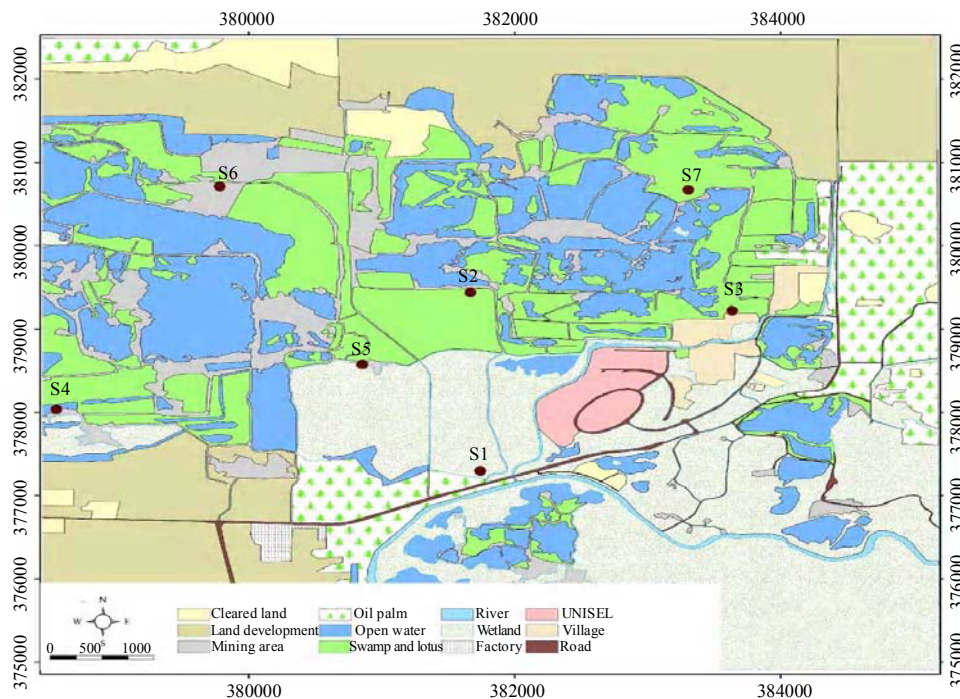 380000 382000 384000
382000
382000
381000
381000
S6
S7
380000
380000
S2
S3
379000
379000
S5
S4
378000
378000
S1
377000
377000
376000
376000
N
W E
S
0 500 1000
Cleared land Oil palm River UNISEL
Land development Open water Wetland Village
Mining area Swamp and lotus Factory Road
375000
375000
380000 382000 384000